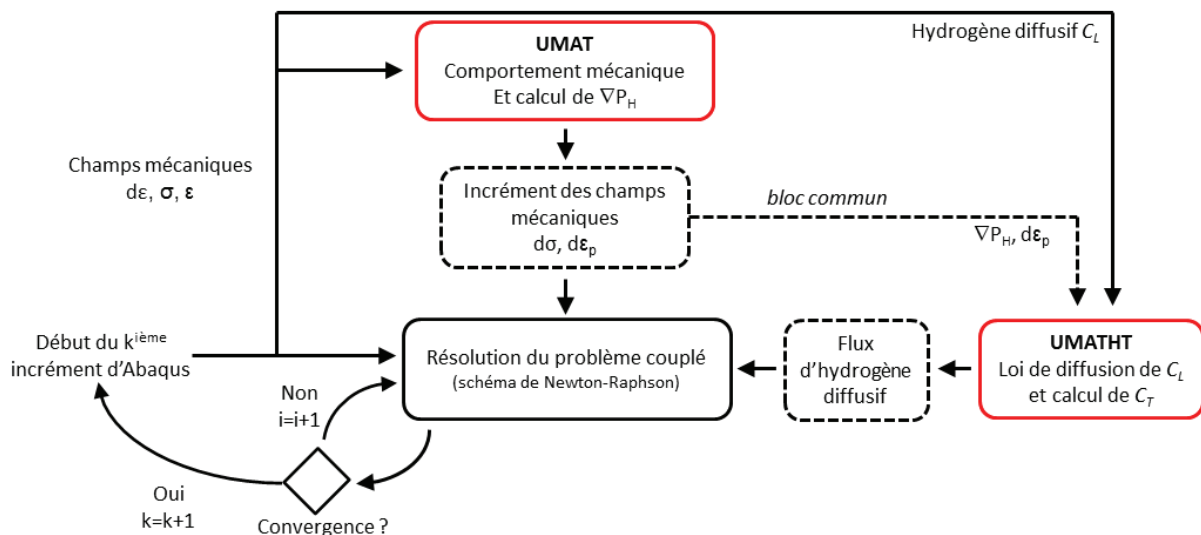 Hydrogène diffusif C_L
UMAT
Comportement mécanique
Et calcul de ∇P_H
Champs mécaniques
dε, σ, ε
Incrément des champs
mécaniques
dσ, dε_p
bloc commun
∇P_H, dε_p
Début du k^ième
incrément d'Abaqus
Résolution du problème couplé
(schéma de Newton-Raphson)
Flux
d'hydrogène
diffusif
UMATHT
Loi de diffusion de C_L
et calcul de C_T
Non
i=i+1
Oui
k=k+1
Convergence ?